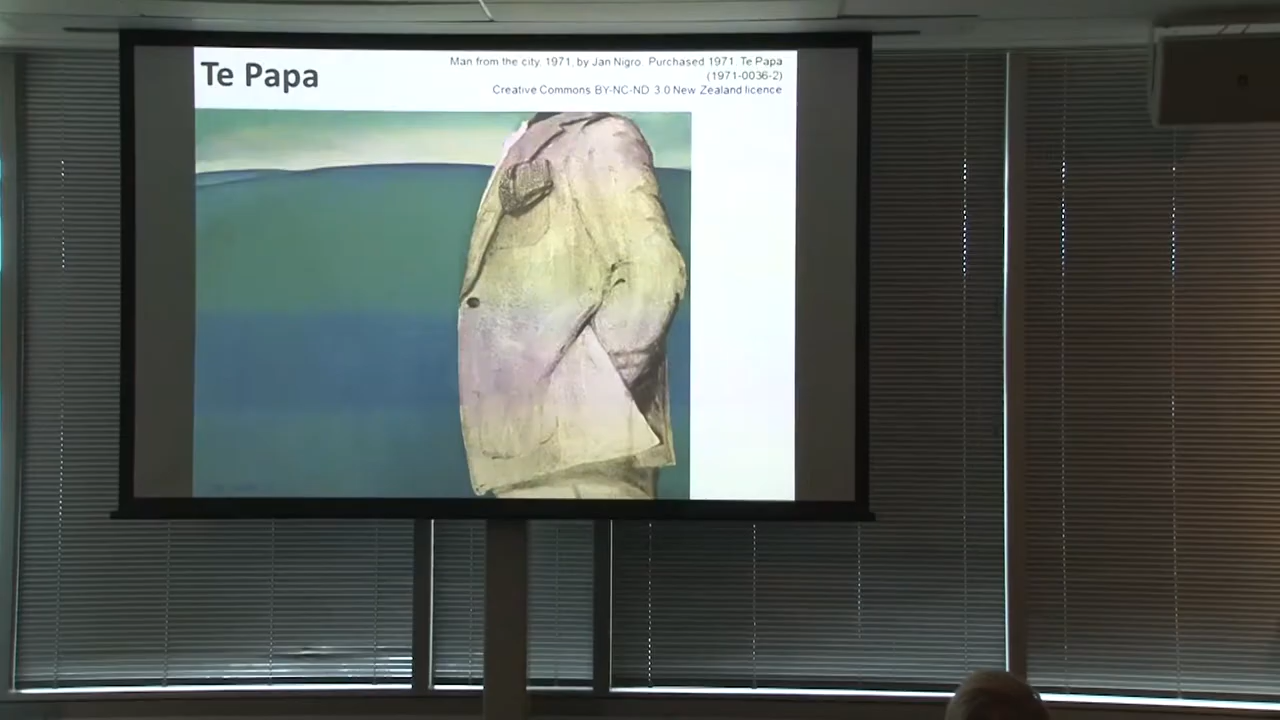 Te Papa
Man from the city, 1971, by Jan Nigro. Purchased 1971. Te Papa
(1971-0036-2)
Creative Commons BY-NC-ND 3.0 New Zealand licence